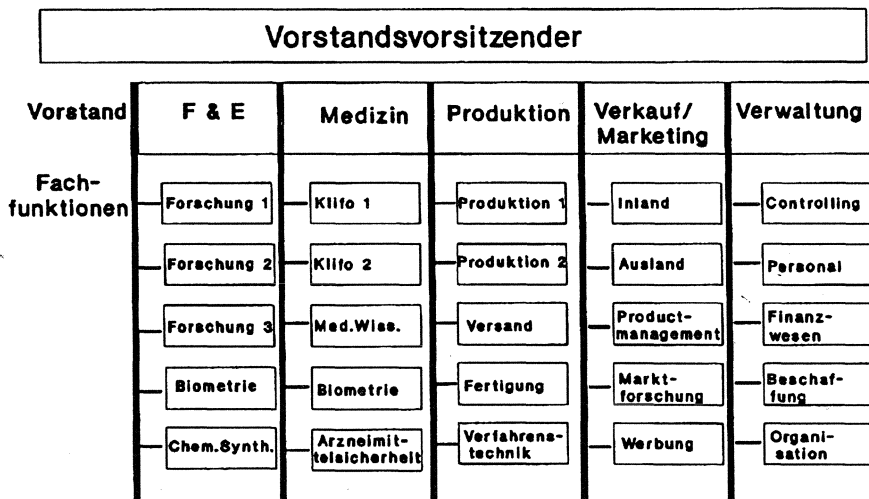 Vorstandsvorsitzender
Vorstand
F & E
Medizin
Produktion
Verkauf/
Marketing
Verwaltung
Fach-
funktionen
Forschung 1
Klifo 1
Produktion 1
Inland
Controlling
Forschung 2
Klifo 2
Produktion 2
Ausland
Personal
Forschung 3
Med.Wiss.
Versand
Product-
management
Finanz-
wesen
Biometrie
Biometrie
Fertigung
Markt-
forschung
Beschaf-
fung
Chem.Synth.
Arzneimit-
telsicherheit
Verfahrens-
technik
Werbung
Organi-
sation